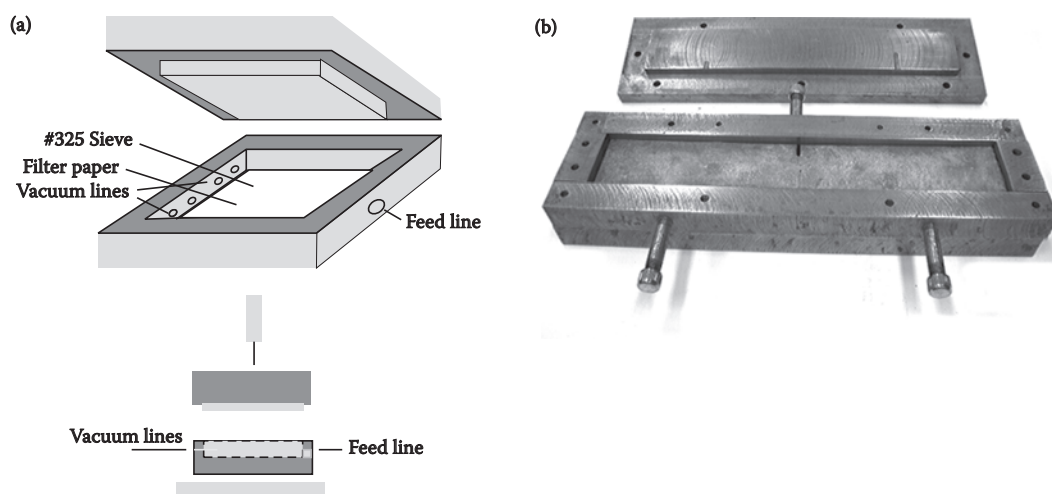 (a)
#325 Sieve
Filter paper
Vacuum lines
Feed line
Vacuum lines
Feed line
(b)